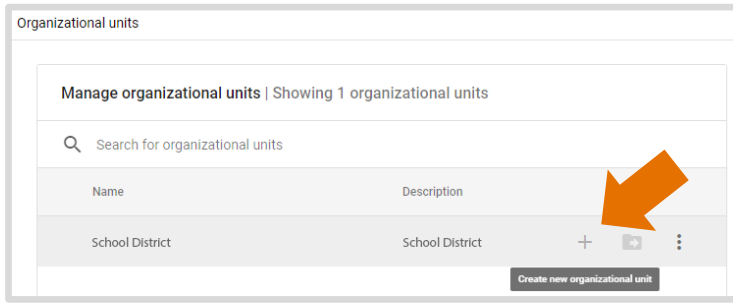 Organizational units
Manage organizational units | Showing 1 organizational units
Search for organizational units
Name Description
School District School District
Create new organizational unit